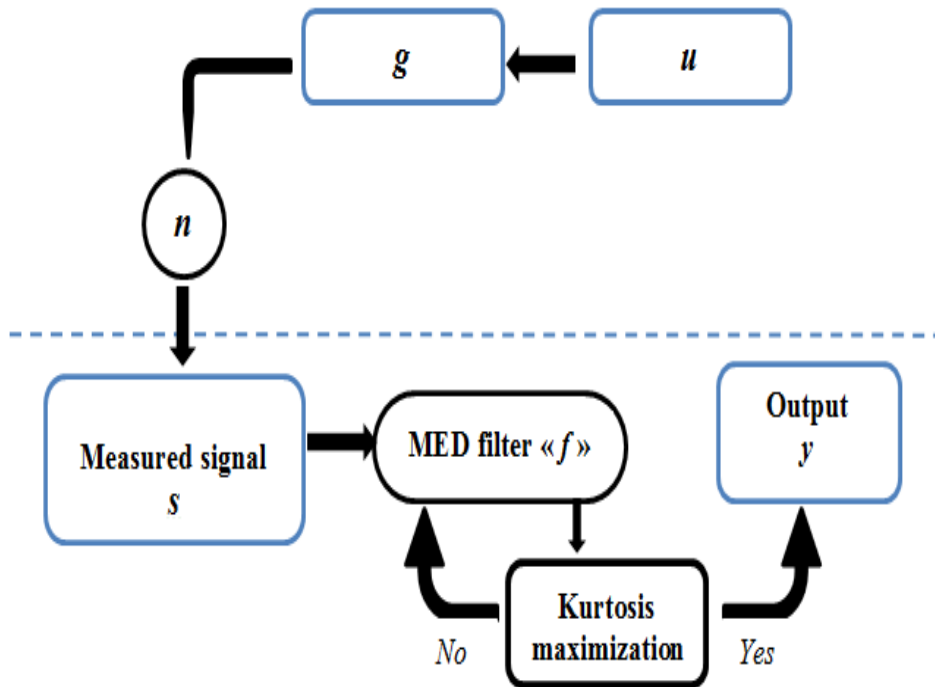 g
u
n
Measured signal
s
MED filter « f »
Output
y
Kurtosis
maximization
No
Yes